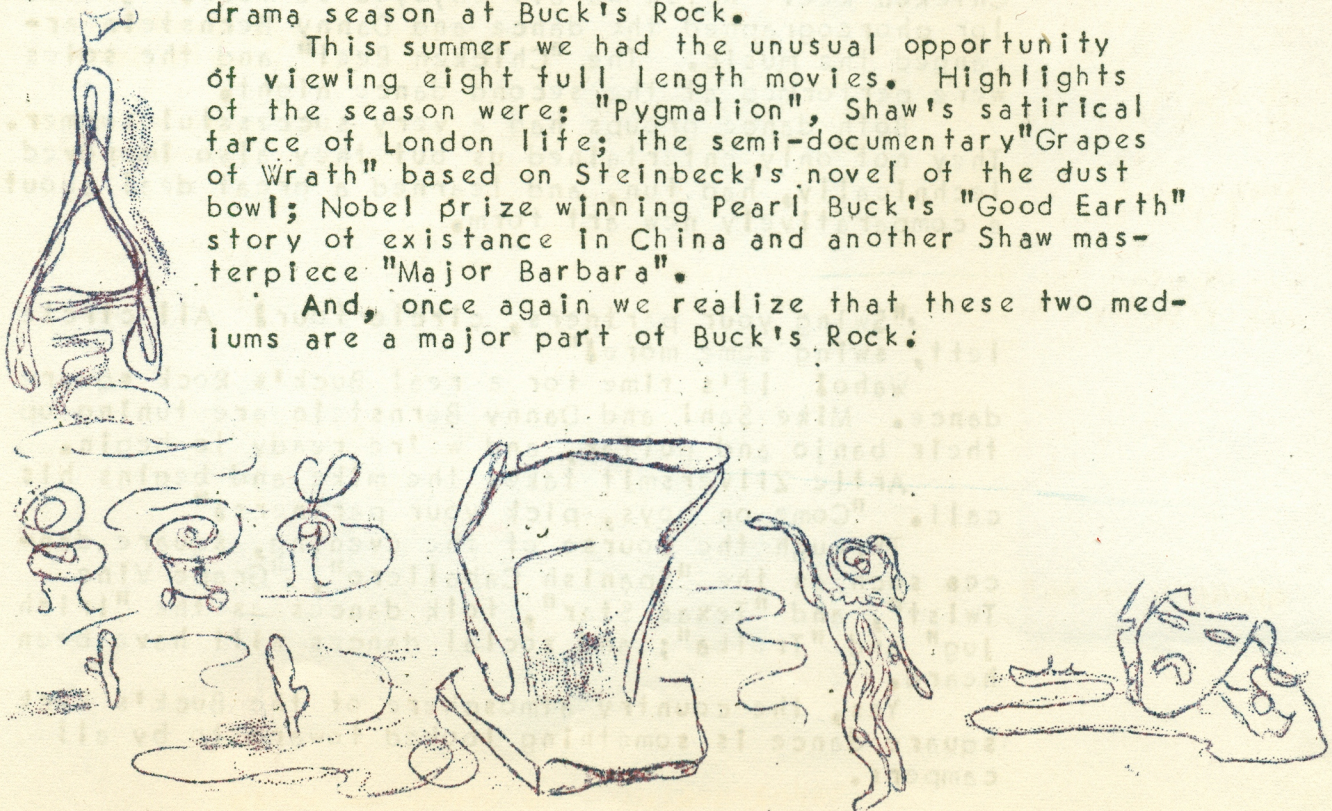 drama season at Buck's Rock.
This summer we had the unusual opportunity
of viewing eight full length movies. Highlights
of the season were: "Pygmalion", Shaw's satirical
farce of London life; the semi-documentary"Grapes
of Wrath" based on Steinbeck's novel of the dust
bowl; Nobel prize winning Pearl Buck's "Good Earth"
story of existance in China and another Shaw mas-
terpiece "Major Barbara".
And, once again we realize that these two med-
iums are a major part of Buck's Rock.